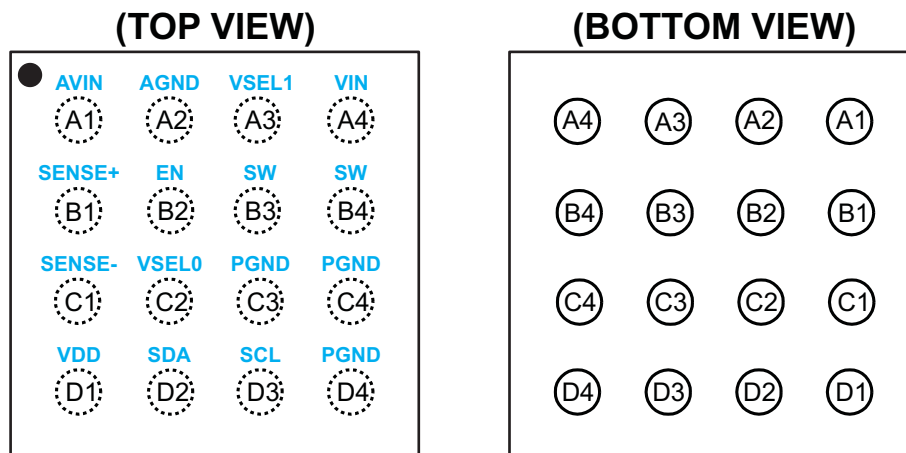 (TOP VIEW)
AVIN AGND VSEL1 VIN
A1 A2 A3 A4
SENSE+ EN SW SW
B1 B2 B3 B4
SENSE- VSEL0 PGND PGND
C1 C2 C3 C4
VDD SDA SCL PGND
D1 D2 D3 D4
(BOTTOM VIEW)
A4 A3 A2 A1
B4 B3 B2 B1
C4 C3 C2 C1
D4 D3 D2 D1